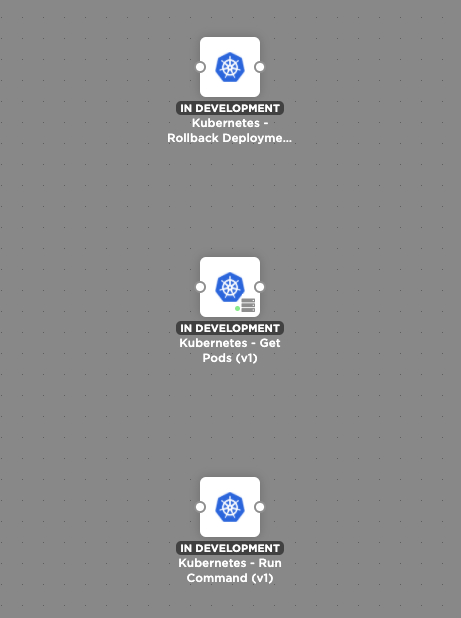 IN DEVELOPMENT
Kubernetes -
Rollback Deployme...
IN DEVELOPMENT
Kubernetes - Get
Pods (v1)
IN DEVELOPMENT
Kubernetes - Run
Command (v1)